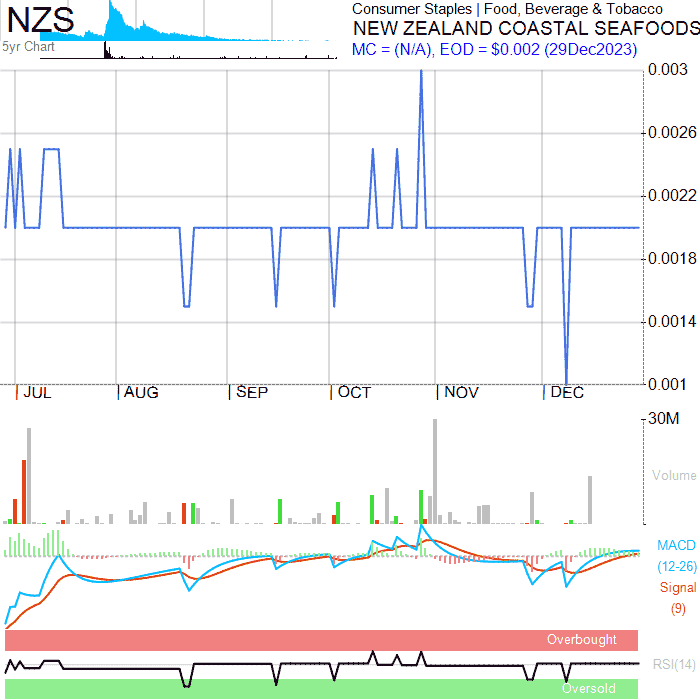 NZS
5yr Chart
Consumer Staples | Food, Beverage & Tobacco
NEW ZEALAND COASTAL SEAFOODS
MC = (N/A), EOD = $0.002 (29Dec2023)
0.003
0.0026
0.0022
0.0018
0.0014
0.001
JUL AUG SEP OCT NOV DEC
30M
Volume
MACD
(12-26)
Signal
(9)
Overbought
RSI(14)
Oversold